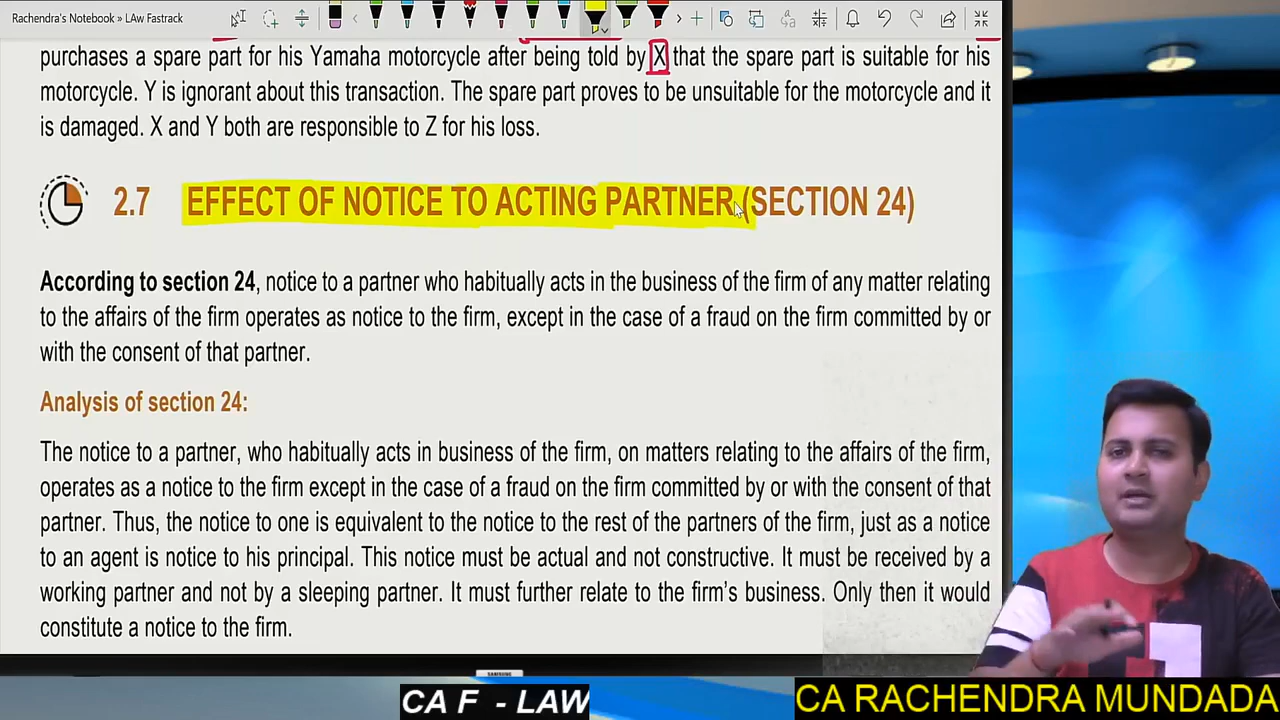 Rachendra's Notebook » LAw Fastrack
purchases a spare part for his Yamaha motorcycle after being told by X that the spare part is suitable for his
motorcycle. Y is ignorant about this transaction. The spare part proves to be unsuitable for the motorcycle and it
is damaged. X and Y both are responsible to Z for his loss.
2.7 EFFECT OF NOTICE TO ACTING PARTNER (SECTION 24)
According to section 24, notice to a partner who habitually acts in the business of the firm of any matter relating
to the affairs of the firm operates as notice to the firm, except in the case of a fraud on the firm committed by or
with the consent of that partner.
Analysis of section 24:
The notice to a partner, who habitually acts in business of the firm, on matters relating to the affairs of the firm,
operates as a notice to the firm except in the case of a fraud on the firm committed by or with the consent of that
partner. Thus, the notice to one is equivalent to the notice to the rest of the partners of the firm, just as a notice
to an agent is notice to his principal. This notice must be actual and not constructive. It must be received by a
working partner and not by a sleeping partner. It must further relate to the firm's business. Only then it would
constitute a notice to the firm.
SAMSUNG
CA F - LAW
CA RACHENDRA MUNDADA